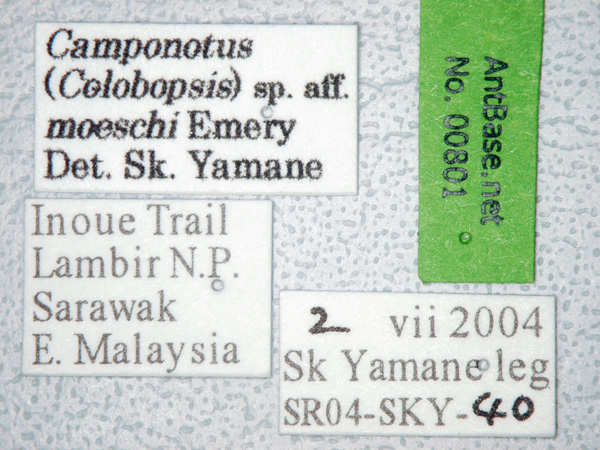 Camponotus
(Colobopsis) sp. aff.
moeschi Emery
Det. Sk. Yamane
AntBase.net
No. 00801
Inoue Trail
Lambir N.P.
Sarawak
E. Malaysia
2 vii 2004
Sk Yamane leg
SR04-SKY-40